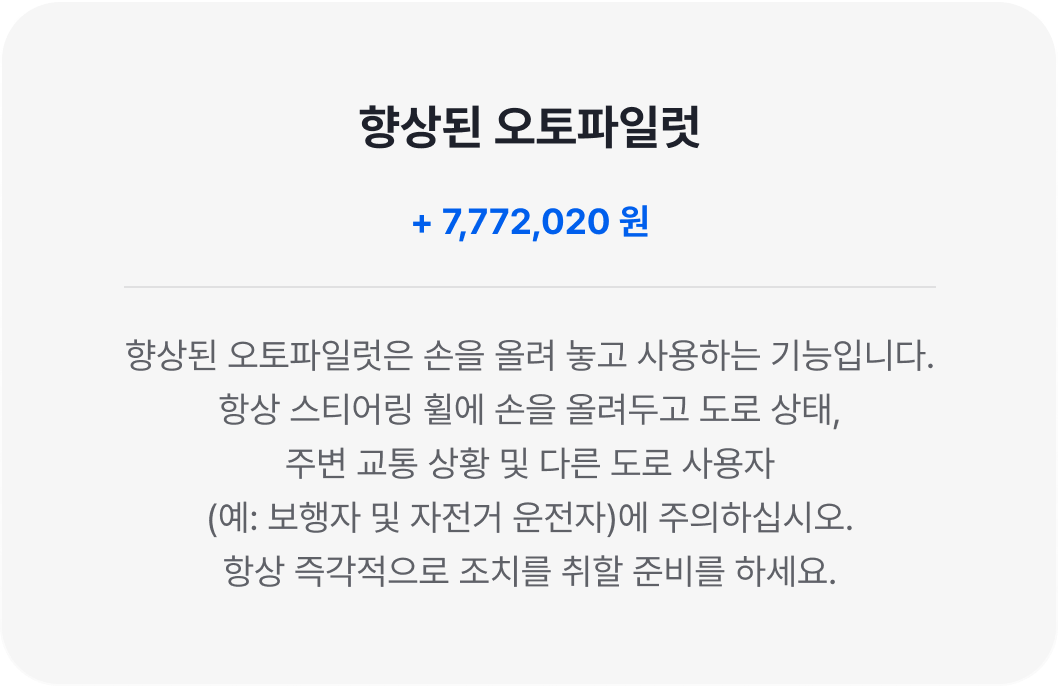 향상된 오토파일럿
+ 7,772,020 원
향상된 오토파일럿은 손을 올려 놓고 사용하는 기능입니다.
항상 스티어링 휠에 손을 올려두고 도로 상태,
주변 교통 상황 및 다른 도로 사용자
(예: 보행자 및 자전거 운전자)에 주의하십시오.
항상 즉각적으로 조치를 취할 준비를 하세요.